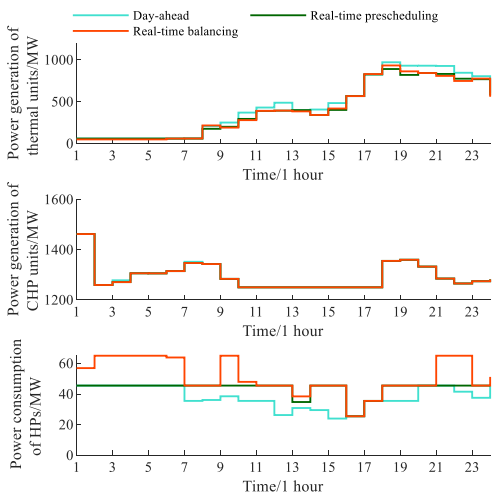 Day-ahead
Real-time prescheduling
Real-time balancing
Power generation of
thermal units/MW
1000
500
0
1 3 5 7 9 11 13 15 17 19 21 23
Time/1 hour
Power generation of
CHP units/MW
1600
1400
1200
1 3 5 7 9 11 13 15 17 19 21 23
Time/1 hour
Power consumption
of HPs/MW
60
40
20
0
1 3 5 7 9 11 13 15 17 19 21 23
Time/1 hour